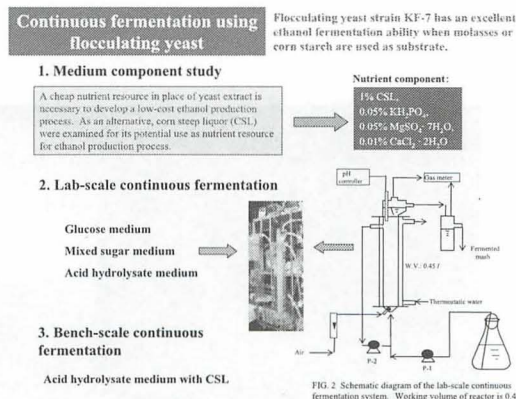 Continuous fermentation using
flocculating yeast
Flocculating yeast strain KF-7 has an excellent
ethanol fermentation ability when molasses or
corn starch are used as substrate.
1. Medium component study
A cheap nutrient resource in place of yeast extract is
necessary to develop a low-cost ethanol production
process. As an alternative, corn steep liquor (CSL)
were examined for its potential use as nutrient resource
for ethanol production process.
Nutrient component:
1% CSL,
0.05% KH₂PO₄,
0.05% MgSO₄· 7H₂O,
0.01% CaCl₂ · 2H₂O
2. Lab-scale continuous fermentation
Glucose medium
Mixed sugar medium
Acid hydrolysate medium
pH
controller
Gas meter
Fermented
mash
W.V.: 0.45 l
Thermostatic water
Air
P-2
P-1
3. Bench-scale continuous
fermentation
Acid hydrolysate medium with CSL
FIG. 2 Schematic diagram of the lab-scale continuous
fermentation system. Working volume of reactor is 0.4